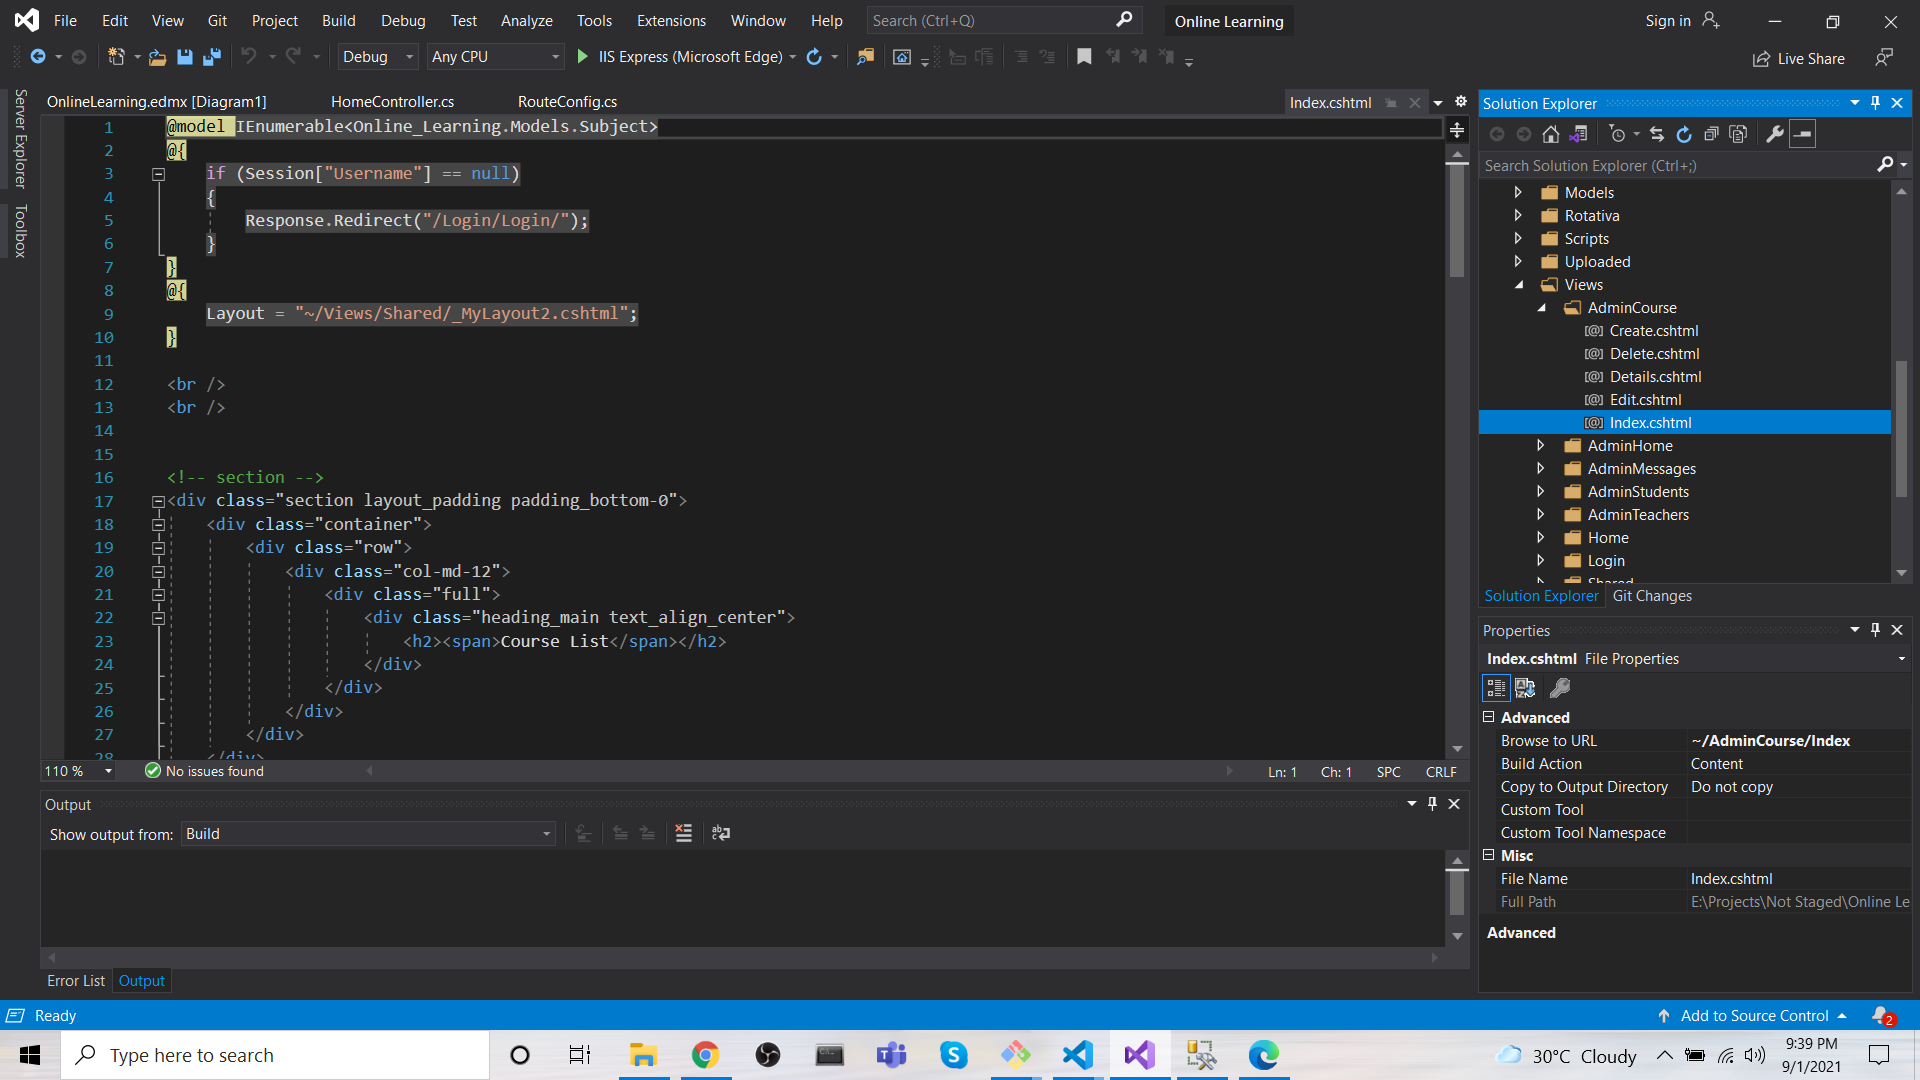 File Edit View Git Project Build Debug Test Analyze Tools Extensions Window Help Search (Ctrl+Q) Online Learning Sign in
Debug Any CPU IIS Express (Microsoft Edge) Live Share
Server Explorer
Toolbox
OnlineLearning.edmx [Diagram1] HomeController.cs RouteConfig.cs Index.cshtml
1 @model IEnumerable<Online_Learning.Models.Subject>
2 @{
3 if (Session["Username"] == null)
4 {
5 Response.Redirect("/Login/Login/");
6 }
7 }
8 @{
9 Layout = "~/Views/Shared/_MyLayout2.cshtml";
10 }
11
12 <br />
13 <br />
14
15
16 <!-- section -->
17 <div class="section layout_padding padding_bottom-0">
18 <div class="container">
19 <div class="row">
20 <div class="col-md-12">
21 <div class="full">
22 <div class="heading_main text_align_center">
23 <h2><span>Course List</span></h2>
24 </div>
25 </div>
26 </div>
27 </div>
28 </div>
110 % No issues found Ln: 1 Ch: 1 SPC CRLF
Output
Show output from: Build
Error List Output
Solution Explorer
Search Solution Explorer (Ctrl+;)
Models
Rotativa
Scripts
Uploaded
Views
AdminCourse
Create.cshtml
Delete.cshtml
Details.cshtml
Edit.cshtml
Index.cshtml
AdminHome
AdminMessages
AdminStudents
AdminTeachers
Home
Login
Shared
Solution Explorer Git Changes
Properties
Index.cshtml File Properties
Advanced
Browse to URL ~/AdminCourse/Index
Build Action Content
Copy to Output Directory Do not copy
Custom Tool
Custom Tool Namespace
Misc
File Name Index.cshtml
Full Path E:\Projects\Not Staged\Online Le
Advanced
Ready Add to Source Control 2
Type here to search 30°C Cloudy 9:39 PM
9/1/2021